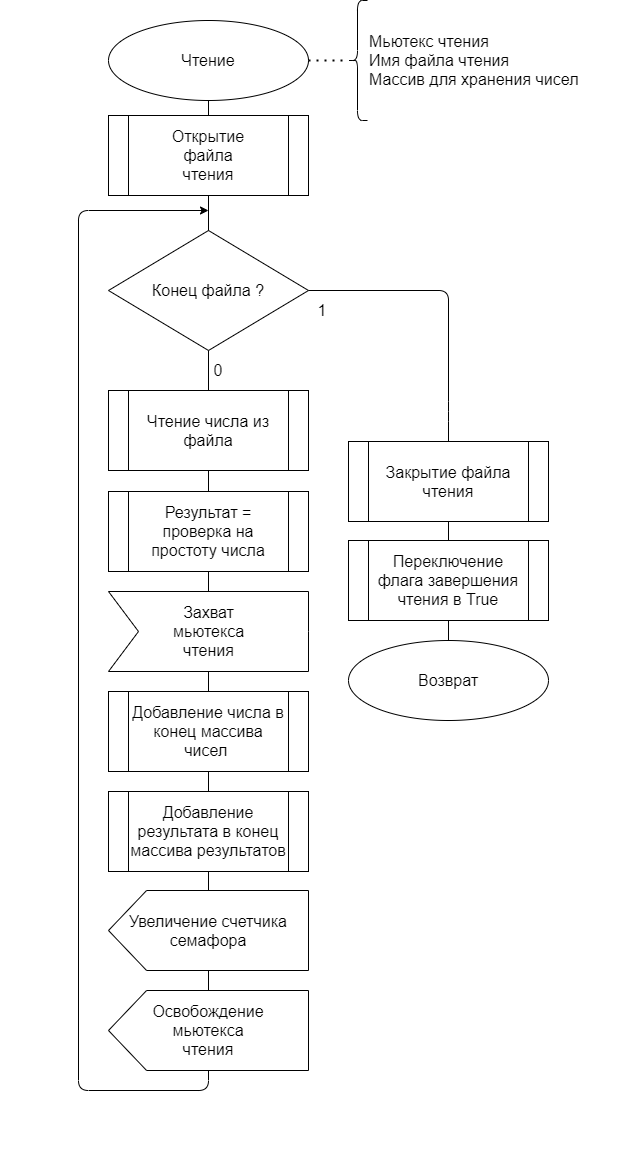 Чтение
Мьютекс чтения
Имя файла чтения
Массив для хранения чисел
Открытие
файла
чтения
Конец файла ?
1
0
Чтение числа из
файла
Результат =
проверка на
простоту числа
Захват
мьютекса
чтения
Добавление числа в
конец массива
чисел
Добавление
результата в конец
массива результатов
Увеличение счетчика
семафора
Освобождение
мьютекса
чтения
Закрытие файла
чтения
Переключение
флага завершения
чтения в True
Возврат